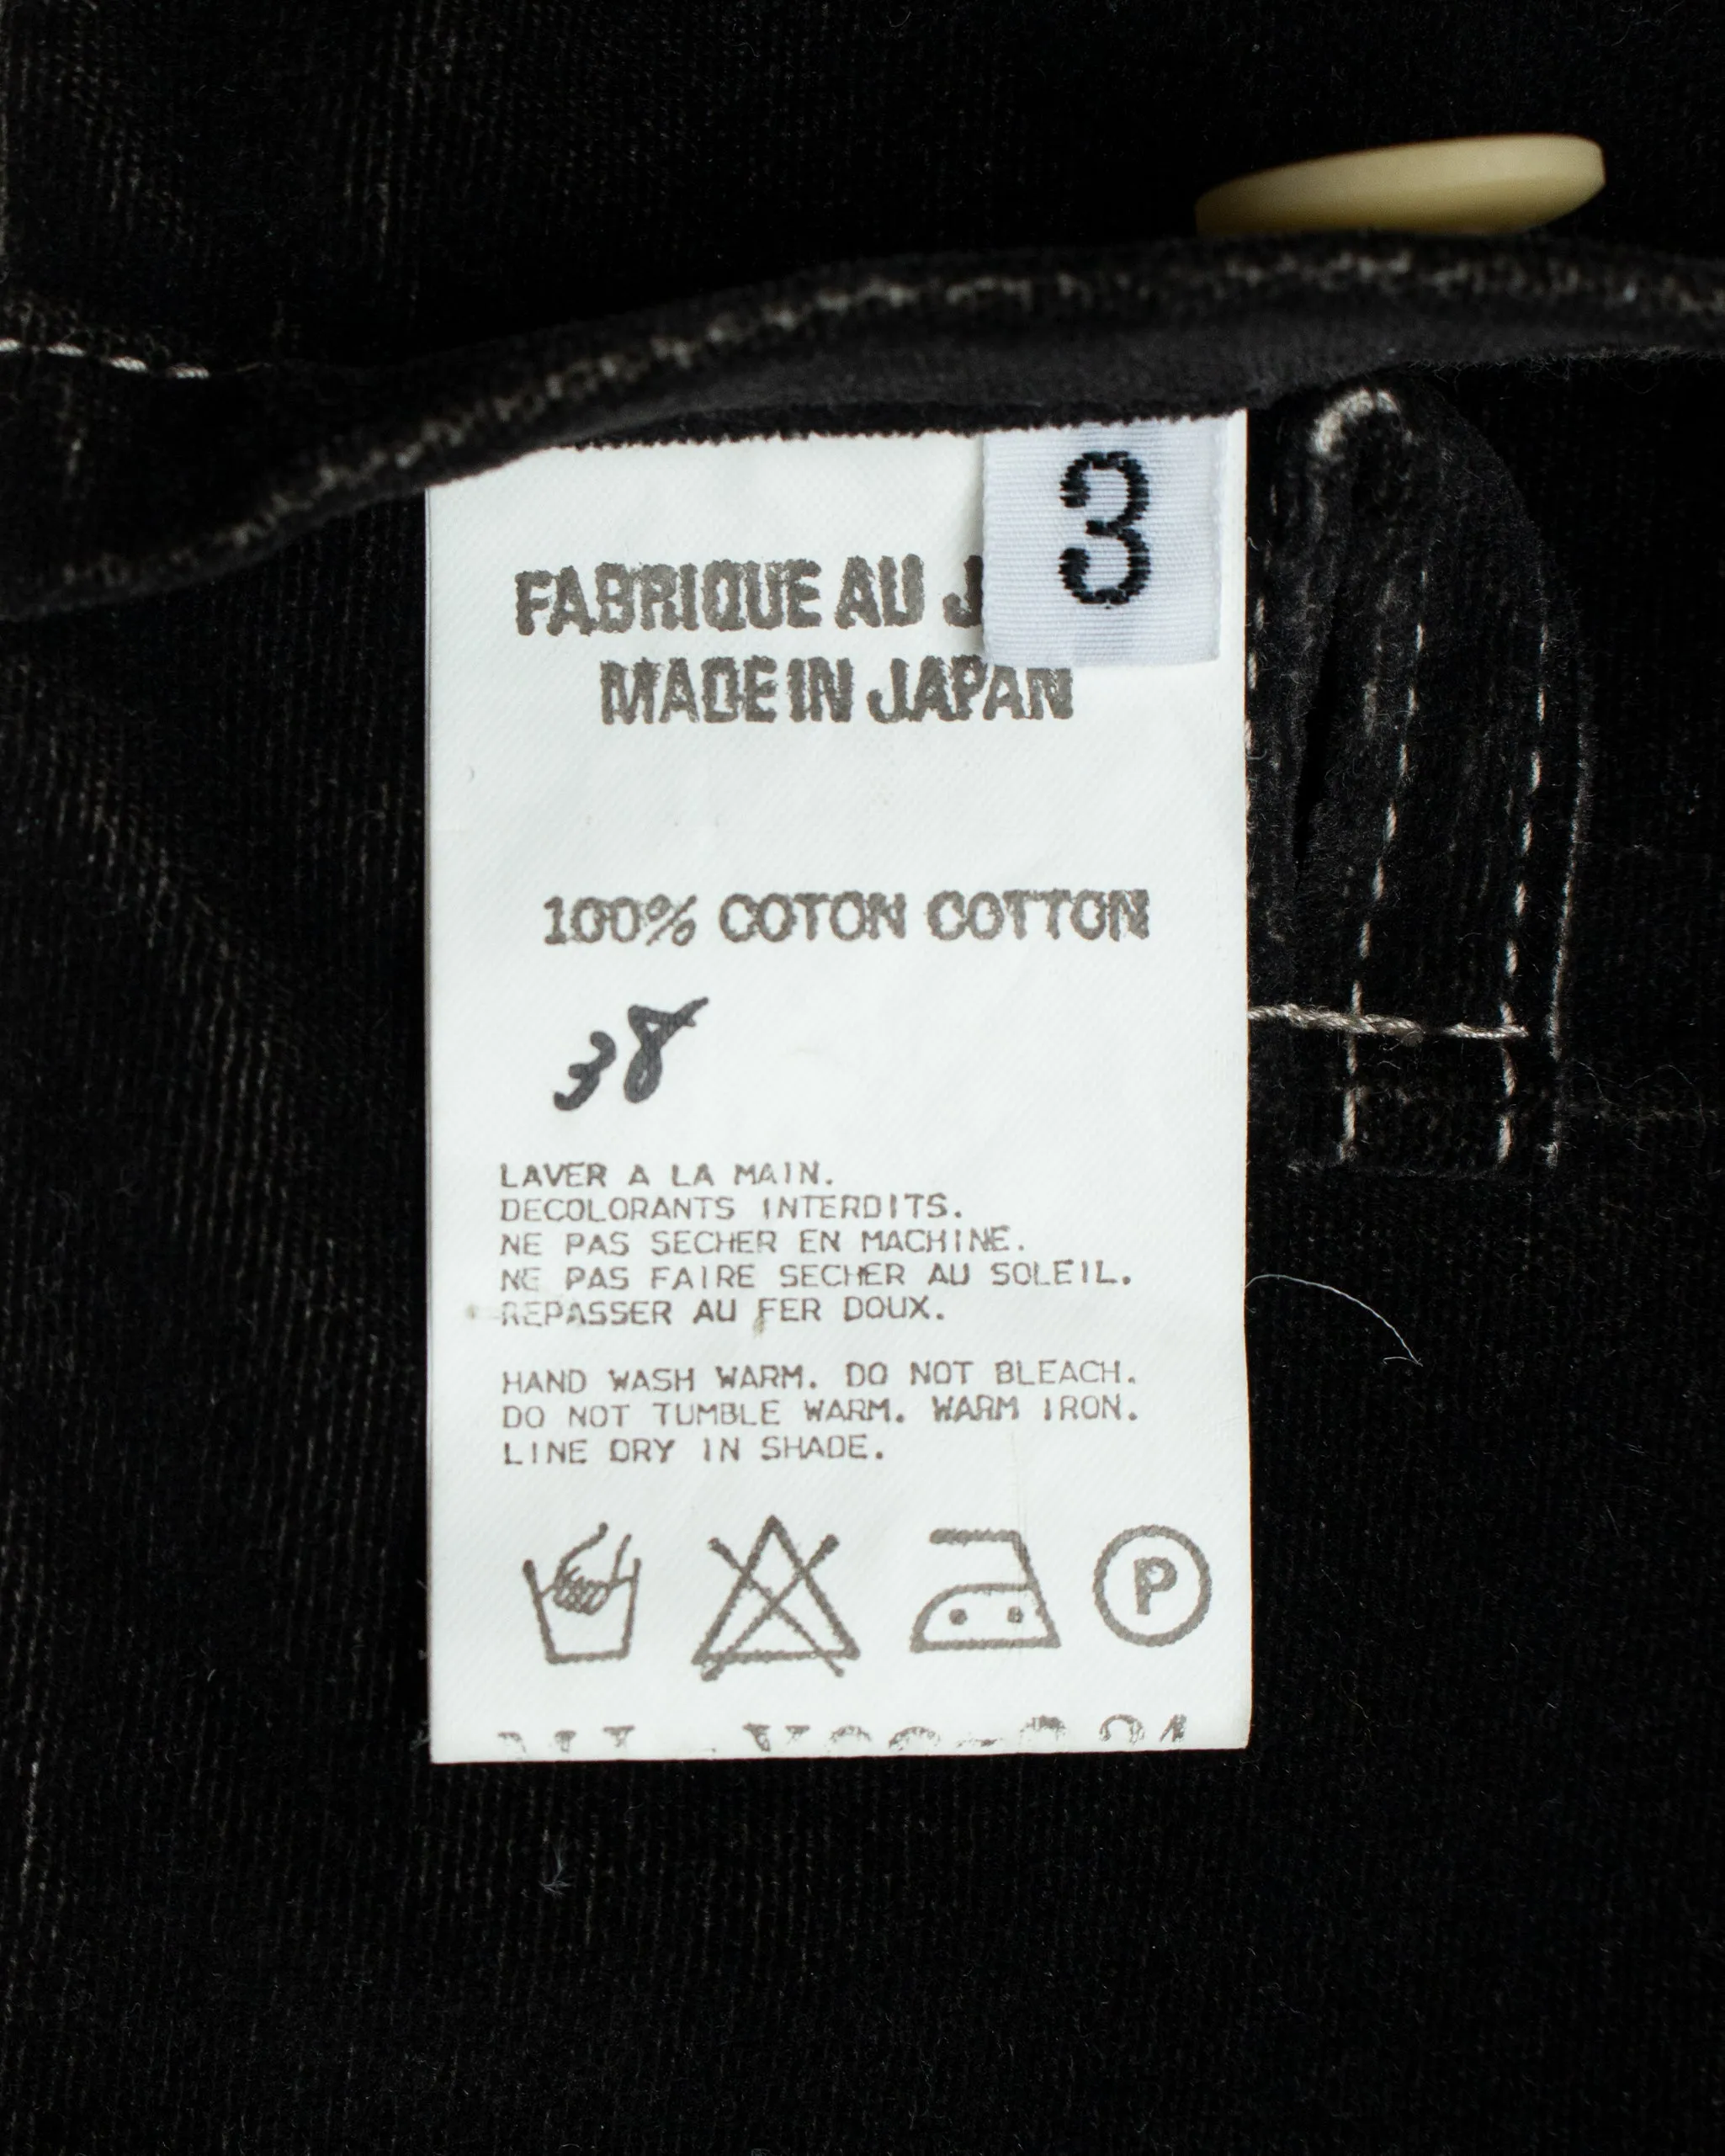 3
FABRIQUE AU
MADE IN JAPAN
100% COTON COTTON
38
LAVER A LA MAIN.
DECOLORANTS INTERDITS.
NE PAS SECHER EN MACHINE.
NE PAS FAIRE SECHER AU SOLEIL.
REPASSER AU FER DOUX.
HAND WASH WARM. DO NOT BLEACH.
DO NOT TUMBLE WARM. WARM IRON.
LINE DRY IN SHADE.
P